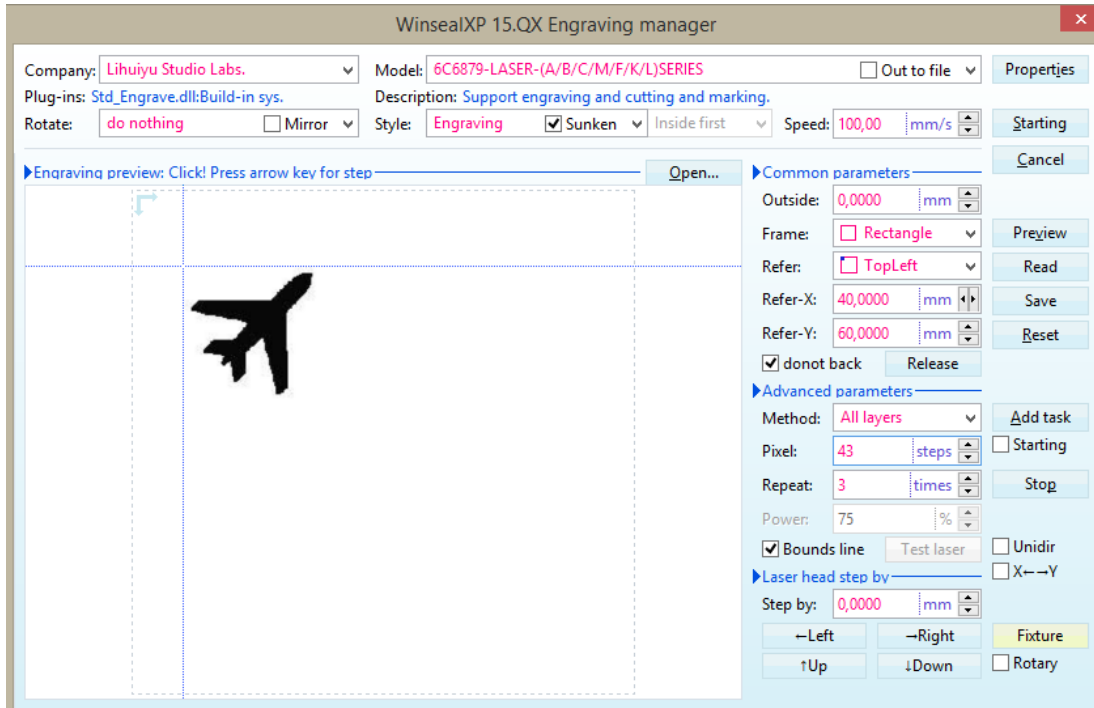 WinsealXP 15.QX Engraving manager
×
Company: Lihuiyu Studio Labs. Model: 6C6879-LASER-(A/B/C/M/F/K/L)SERIES Out to file Properties
Plug-ins: Std_Engrave.dll:Build-in sys. Description: Support engraving and cutting and marking.
Rotate: do nothing Mirror Style: Engraving Sunken Inside first Speed: 100,00 mm/s Starting
Cancel
Engraving preview: Click! Press arrow key for step Open... Common parameters
Outside: 0,0000 mm
Frame: Rectangle Preview
Refer: TopLeft Read
Refer-X: 40,0000 mm Save
Refer-Y: 60,0000 mm Reset
donot back Release
Advanced parameters
Method: All layers Add task
Pixel: 43 steps Starting
Repeat: 3 times Stop
Power: 75 %
Bounds line Test laser Unidir
Laser head step by X←→Y
Step by: 0,0000 mm
←Left →Right Fixture
↑Up ↓Down Rotary